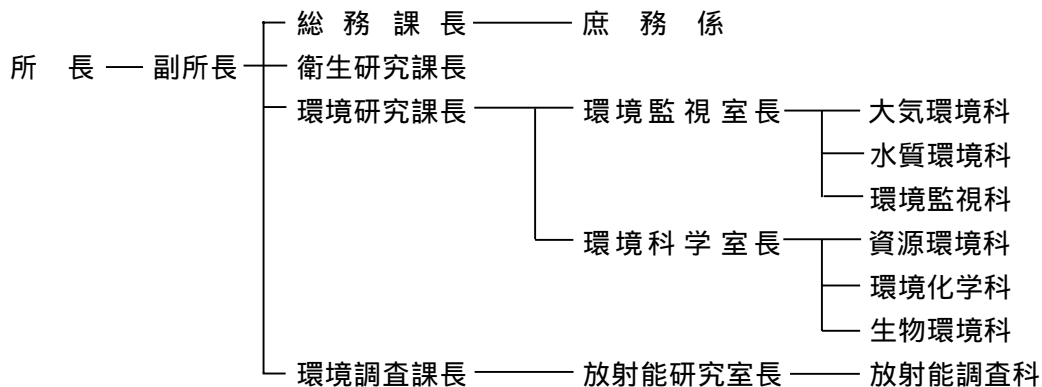 総務課長 庶務係
所長 副所長 衛生研究課長
環境研究課長 環境監視室長 大気環境科
水質環境科
環境監視科
環境科学室長 資源環境科
環境化学科
生物環境科
環境調査課長 放射能研究室長 放射能調査科